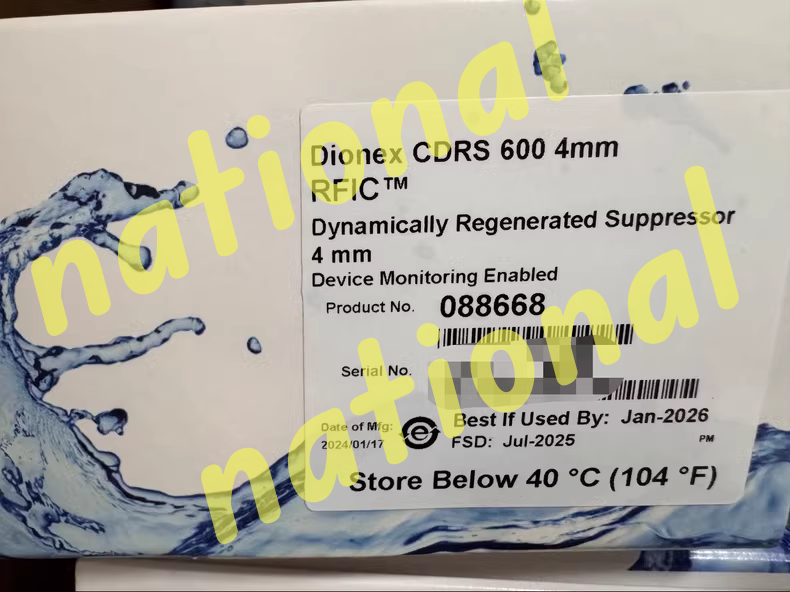 national
Dionex CDRS 600 4mm
RFIC™
Dynamically Regenerated Suppressor
4 mm
Device Monitoring Enabled
Product No. 088668
Serial No.
Date of Mfg:
2024/01/17
e
Best If Used By: Jan-2026
FSD: Jul-2025
PM
Store Below 40 °C (104 °F)
national